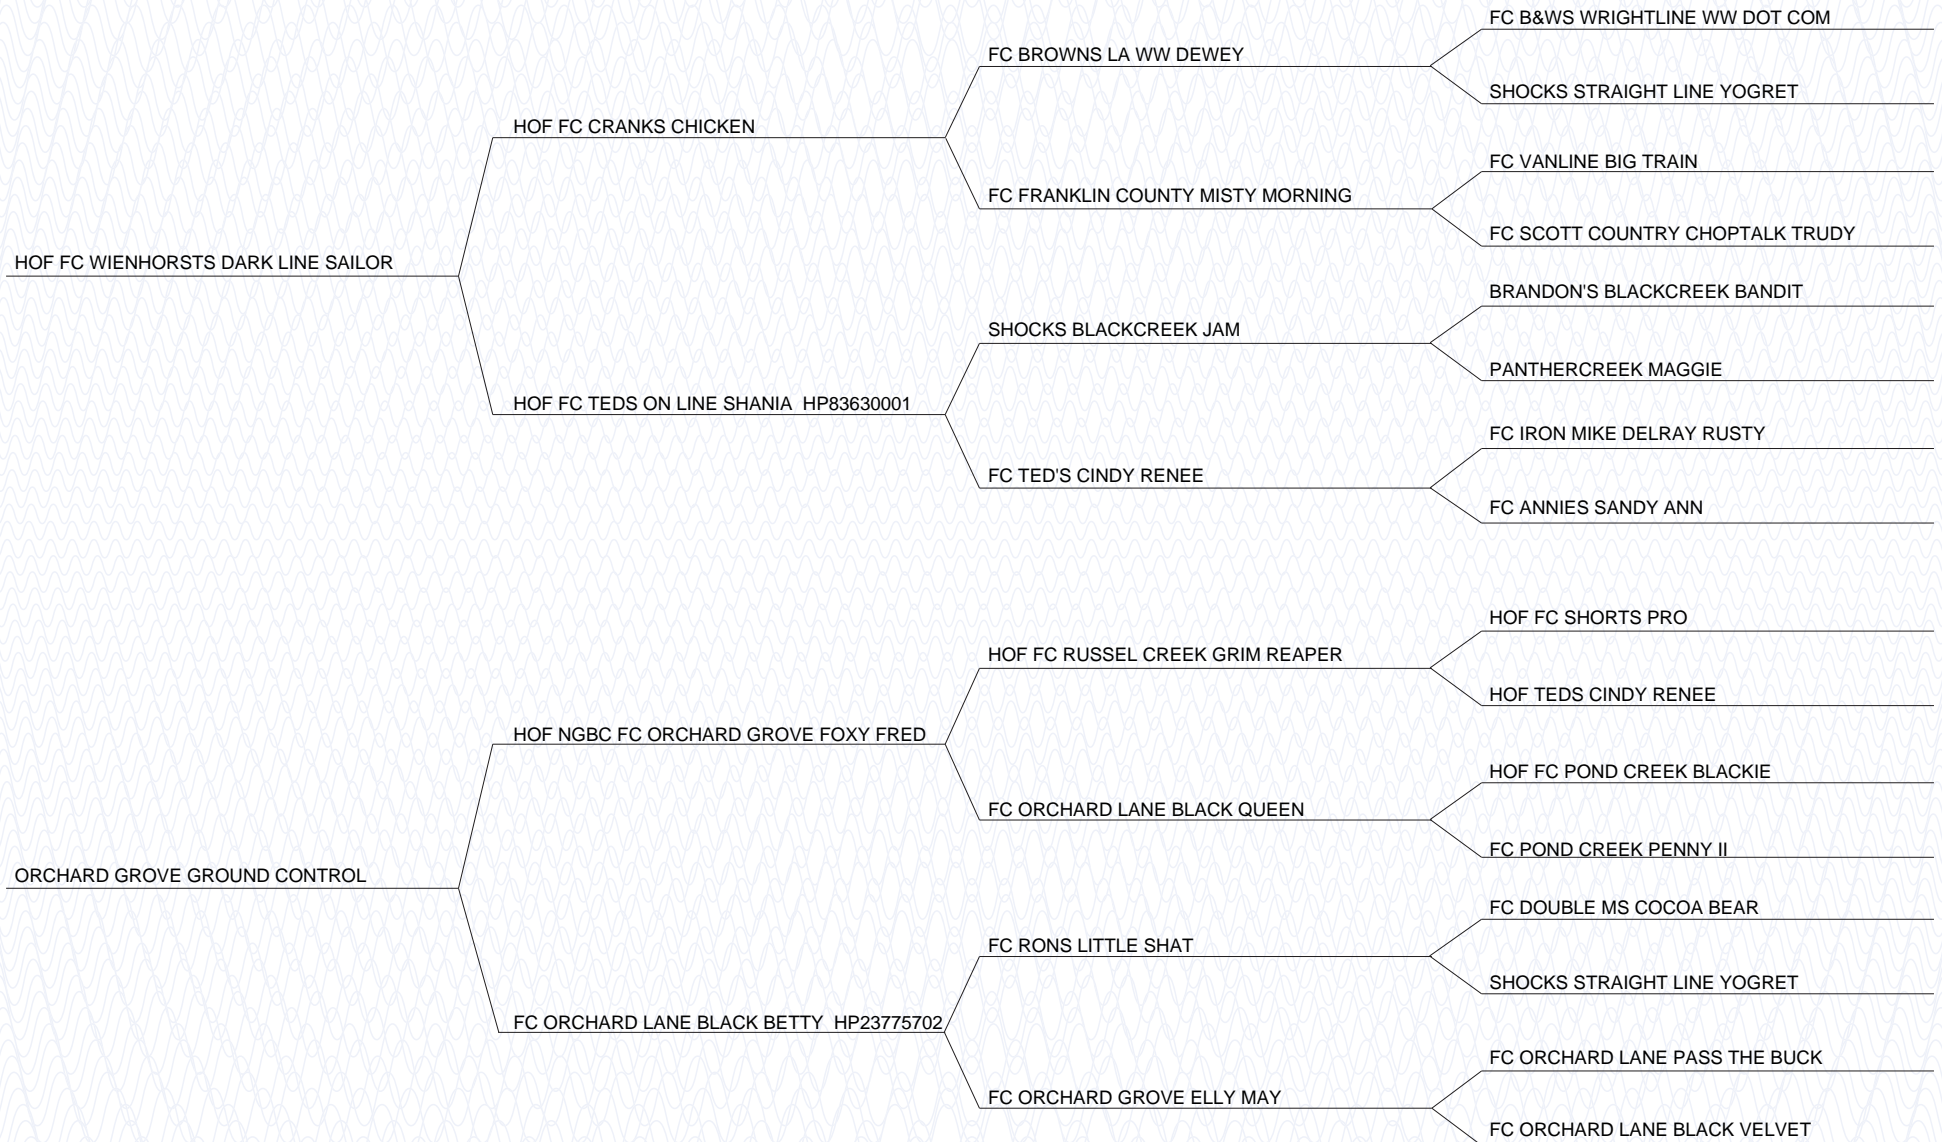 FC B&WS WRIGHTLINE WW DOT COM
FC BROWNS LA WW DEWEY
SHOCKS STRAIGHT LINE YOGRET
HOF FC CRANKS CHICKEN
FC VANLINE BIG TRAIN
FC FRANKLIN COUNTY MISTY MORNING
FC SCOTT COUNTRY CHOPTALK TRUDY
HOF FC WIENHORSTS DARK LINE SAILOR
BRANDON'S BLACKCREEK BANDIT
SHOCKS BLACKCREEK JAM
PANTHERCREEK MAGGIE
HOF FC TEDS ON LINE SHANIA HP83630001
FC IRON MIKE DELRAY RUSTY
FC TED'S CINDY RENEE
FC ANNIES SANDY ANN
HOF FC SHORTS PRO
HOF FC RUSSEL CREEK GRIM REAPER
HOF TEDS CINDY RENEE
HOF NGBC FC ORCHARD GROVE FOXY FRED
HOF FC POND CREEK BLACKIE
FC ORCHARD LANE BLACK QUEEN
FC POND CREEK PENNY II
ORCHARD GROVE GROUND CONTROL
FC DOUBLE MS COCOA BEAR
FC RONS LITTLE SHAT
SHOCKS STRAIGHT LINE YOGRET
FC ORCHARD LANE BLACK BETTY HP23775702
FC ORCHARD LANE PASS THE BUCK
FC ORCHARD GROVE ELLY MAY
FC ORCHARD LANE BLACK VELVET